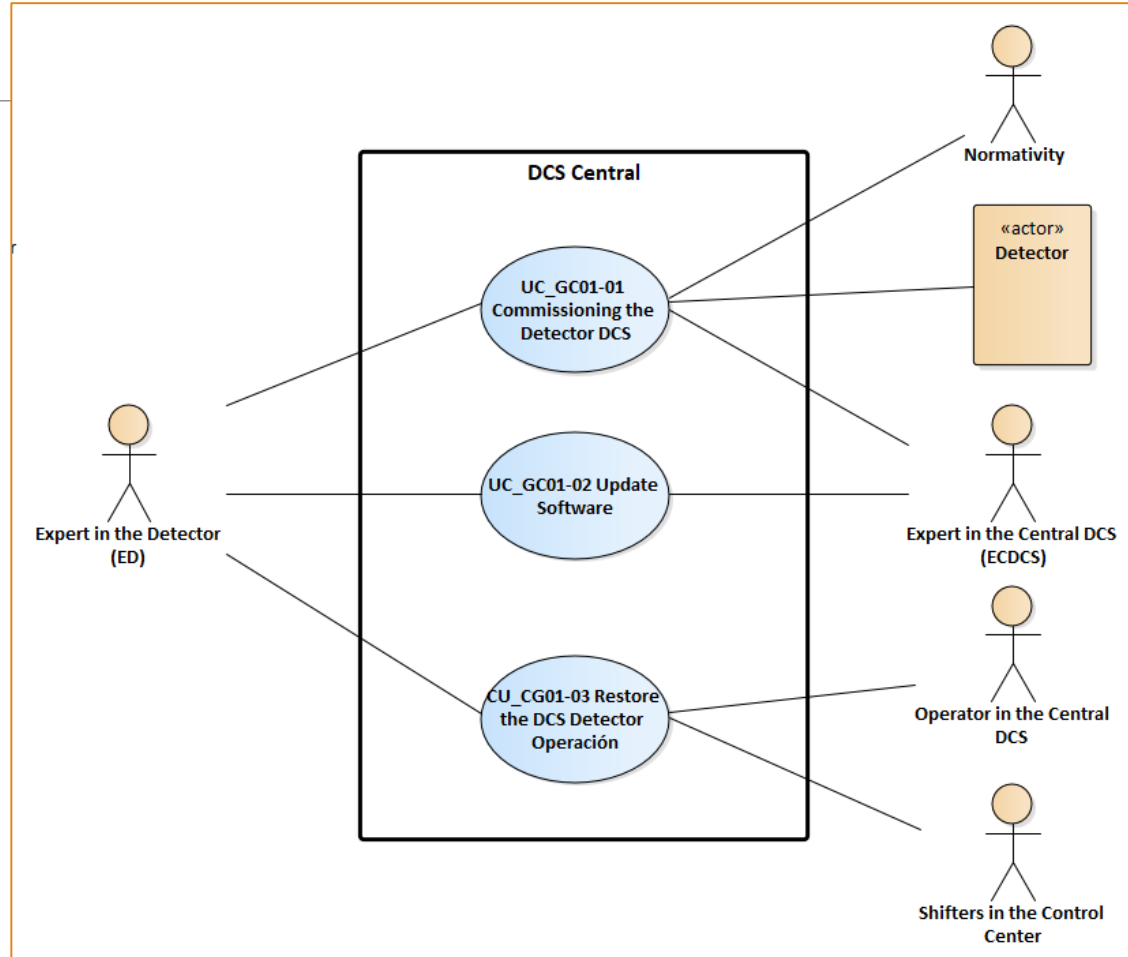 r
DCS Central
UC_GC01-01
Commissioning the
Detector DCS
UC_GC01-02 Update
Software
CU_CG01-03 Restore
the DCS Detector
Operación
Expert in the Detector
(ED)
Normativity
«actor»
Detector
Expert in the Central DCS
(ECDCS)
Operator in the Central
DCS
Shifters in the Control
Center